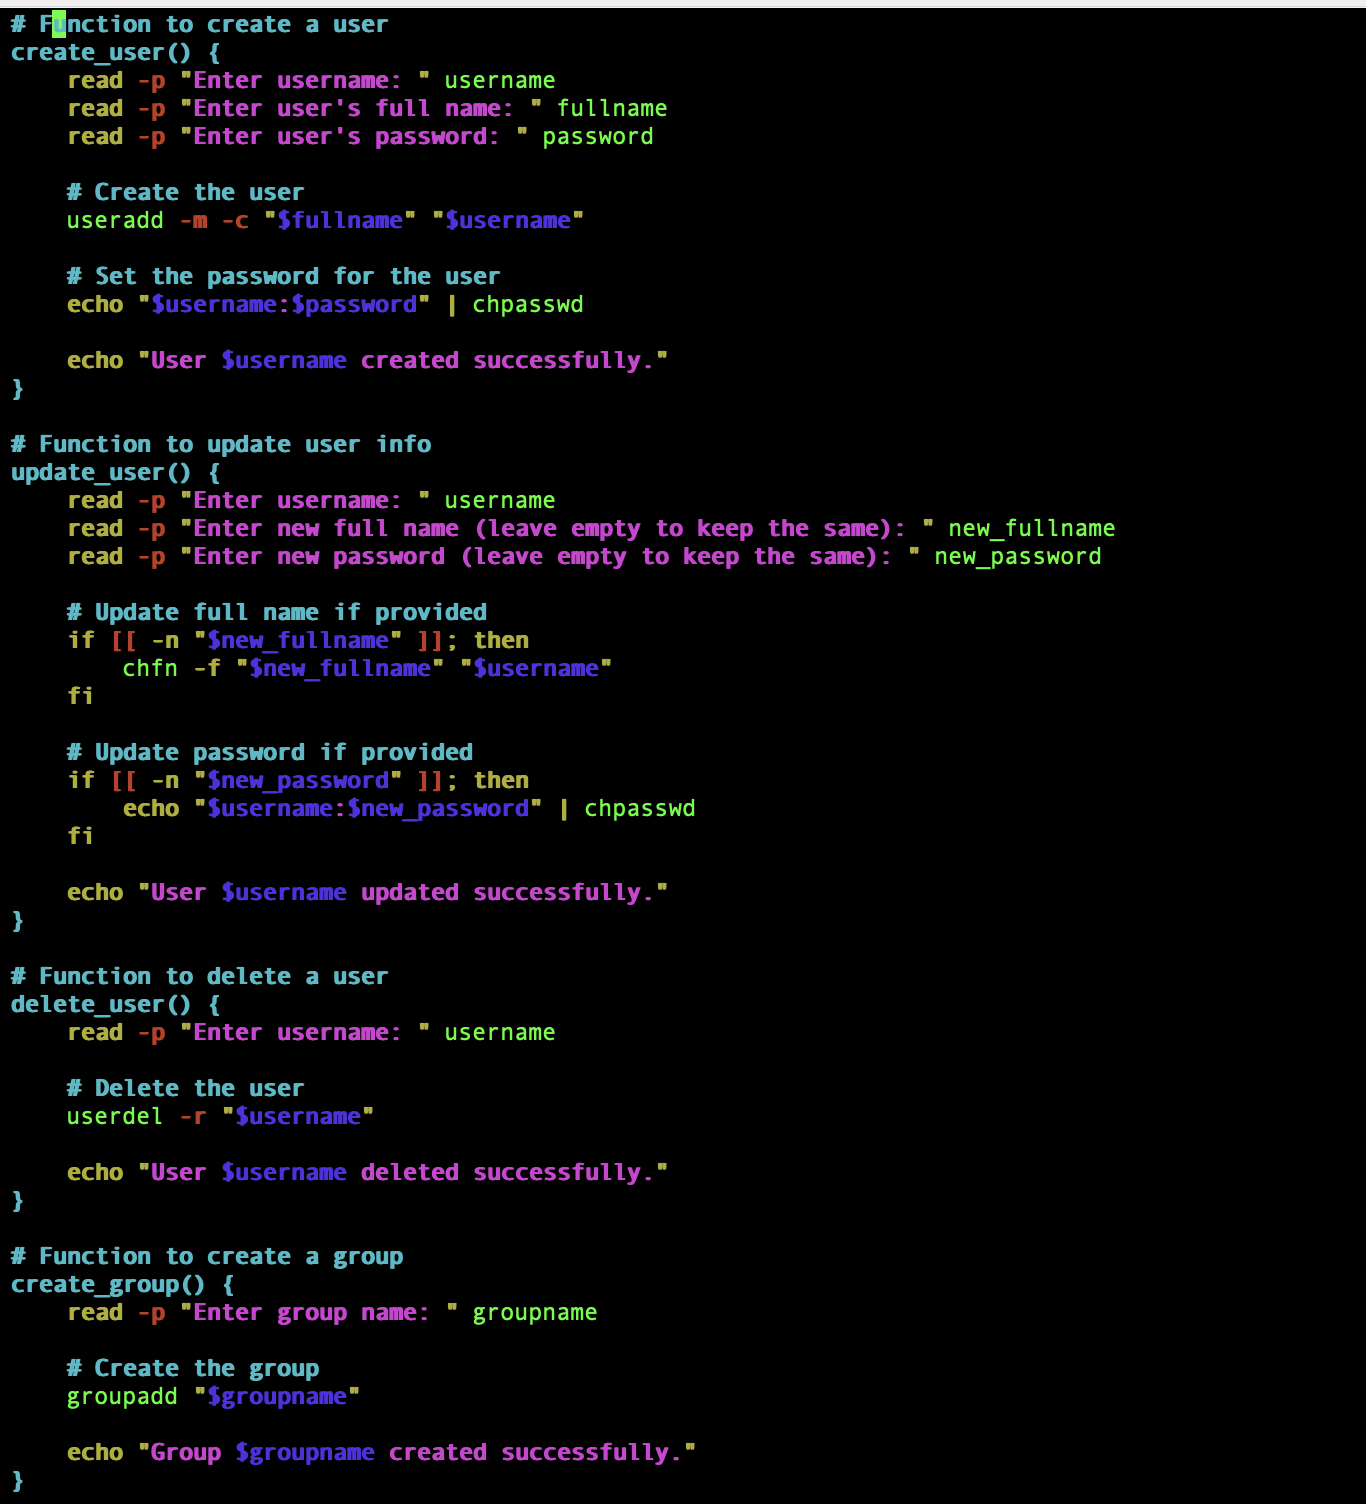 # Function to create a user
create_user() {
    read -p "Enter username: " username
    read -p "Enter user's full name: " fullname
    read -p "Enter user's password: " password

    # Create the user
    useradd -m -c "$fullname" "$username"

    # Set the password for the user
    echo "$username:$password" | chpasswd

    echo "User $username created successfully."
}

# Function to update user info
update_user() {
    read -p "Enter username: " username
    read -p "Enter new full name (leave empty to keep the same): " new_fullname
    read -p "Enter new password (leave empty to keep the same): " new_password

    # Update full name if provided
    if [[ -n "$new_fullname" ]]; then
        chfn -f "$new_fullname" "$username"
    fi

    # Update password if provided
    if [[ -n "$new_password" ]]; then
        echo "$username:$new_password" | chpasswd
    fi

    echo "User $username updated successfully."
}

# Function to delete a user
delete_user() {
    read -p "Enter username: " username

    # Delete the user
    userdel -r "$username"

    echo "User $username deleted successfully."
}

# Function to create a group
create_group() {
    read -p "Enter group name: " groupname

    # Create the group
    groupadd "$groupname"

    echo "Group $groupname created successfully."
}